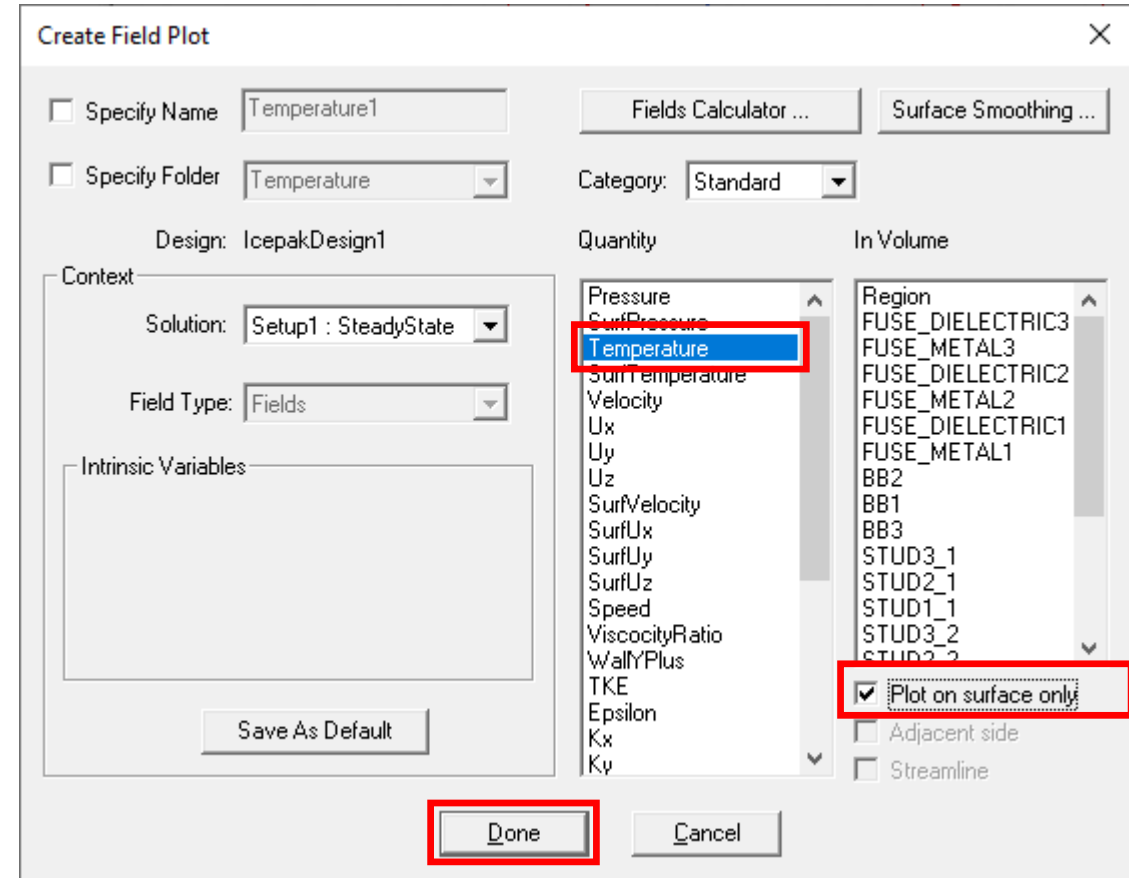 Create Field Plot
Specify Name
Temperature1
Fields Calculator ...
Surface Smoothing ...
Specify Folder
Temperature
Category:
Standard
Design:
IcepakDesign1
Quantity
In Volume
Context
Solution:
Setup1 : SteadyState
Field Type:
Fields
Intrinsic Variables
Save As Default
Pressure
SurfPressure
Temperature
SurfTemperature
Velocity
Ux
Uy
Uz
SurfVelocity
SurfUx
SurfUy
SurfUz
Speed
ViscocityRatio
WallYPlus
TKE
Epsilon
Kx
Ky
Region
FUSE_DIELECTRIC3
FUSE_METAL3
FUSE_DIELECTRIC2
FUSE_METAL2
FUSE_DIELECTRIC1
FUSE_METAL1
BB2
BB1
BB3
STUD3_1
STUD2_1
STUD1_1
STUD3_2
STUD2_2
Plot on surface only
Adjacent side
Streamline
Done
Cancel